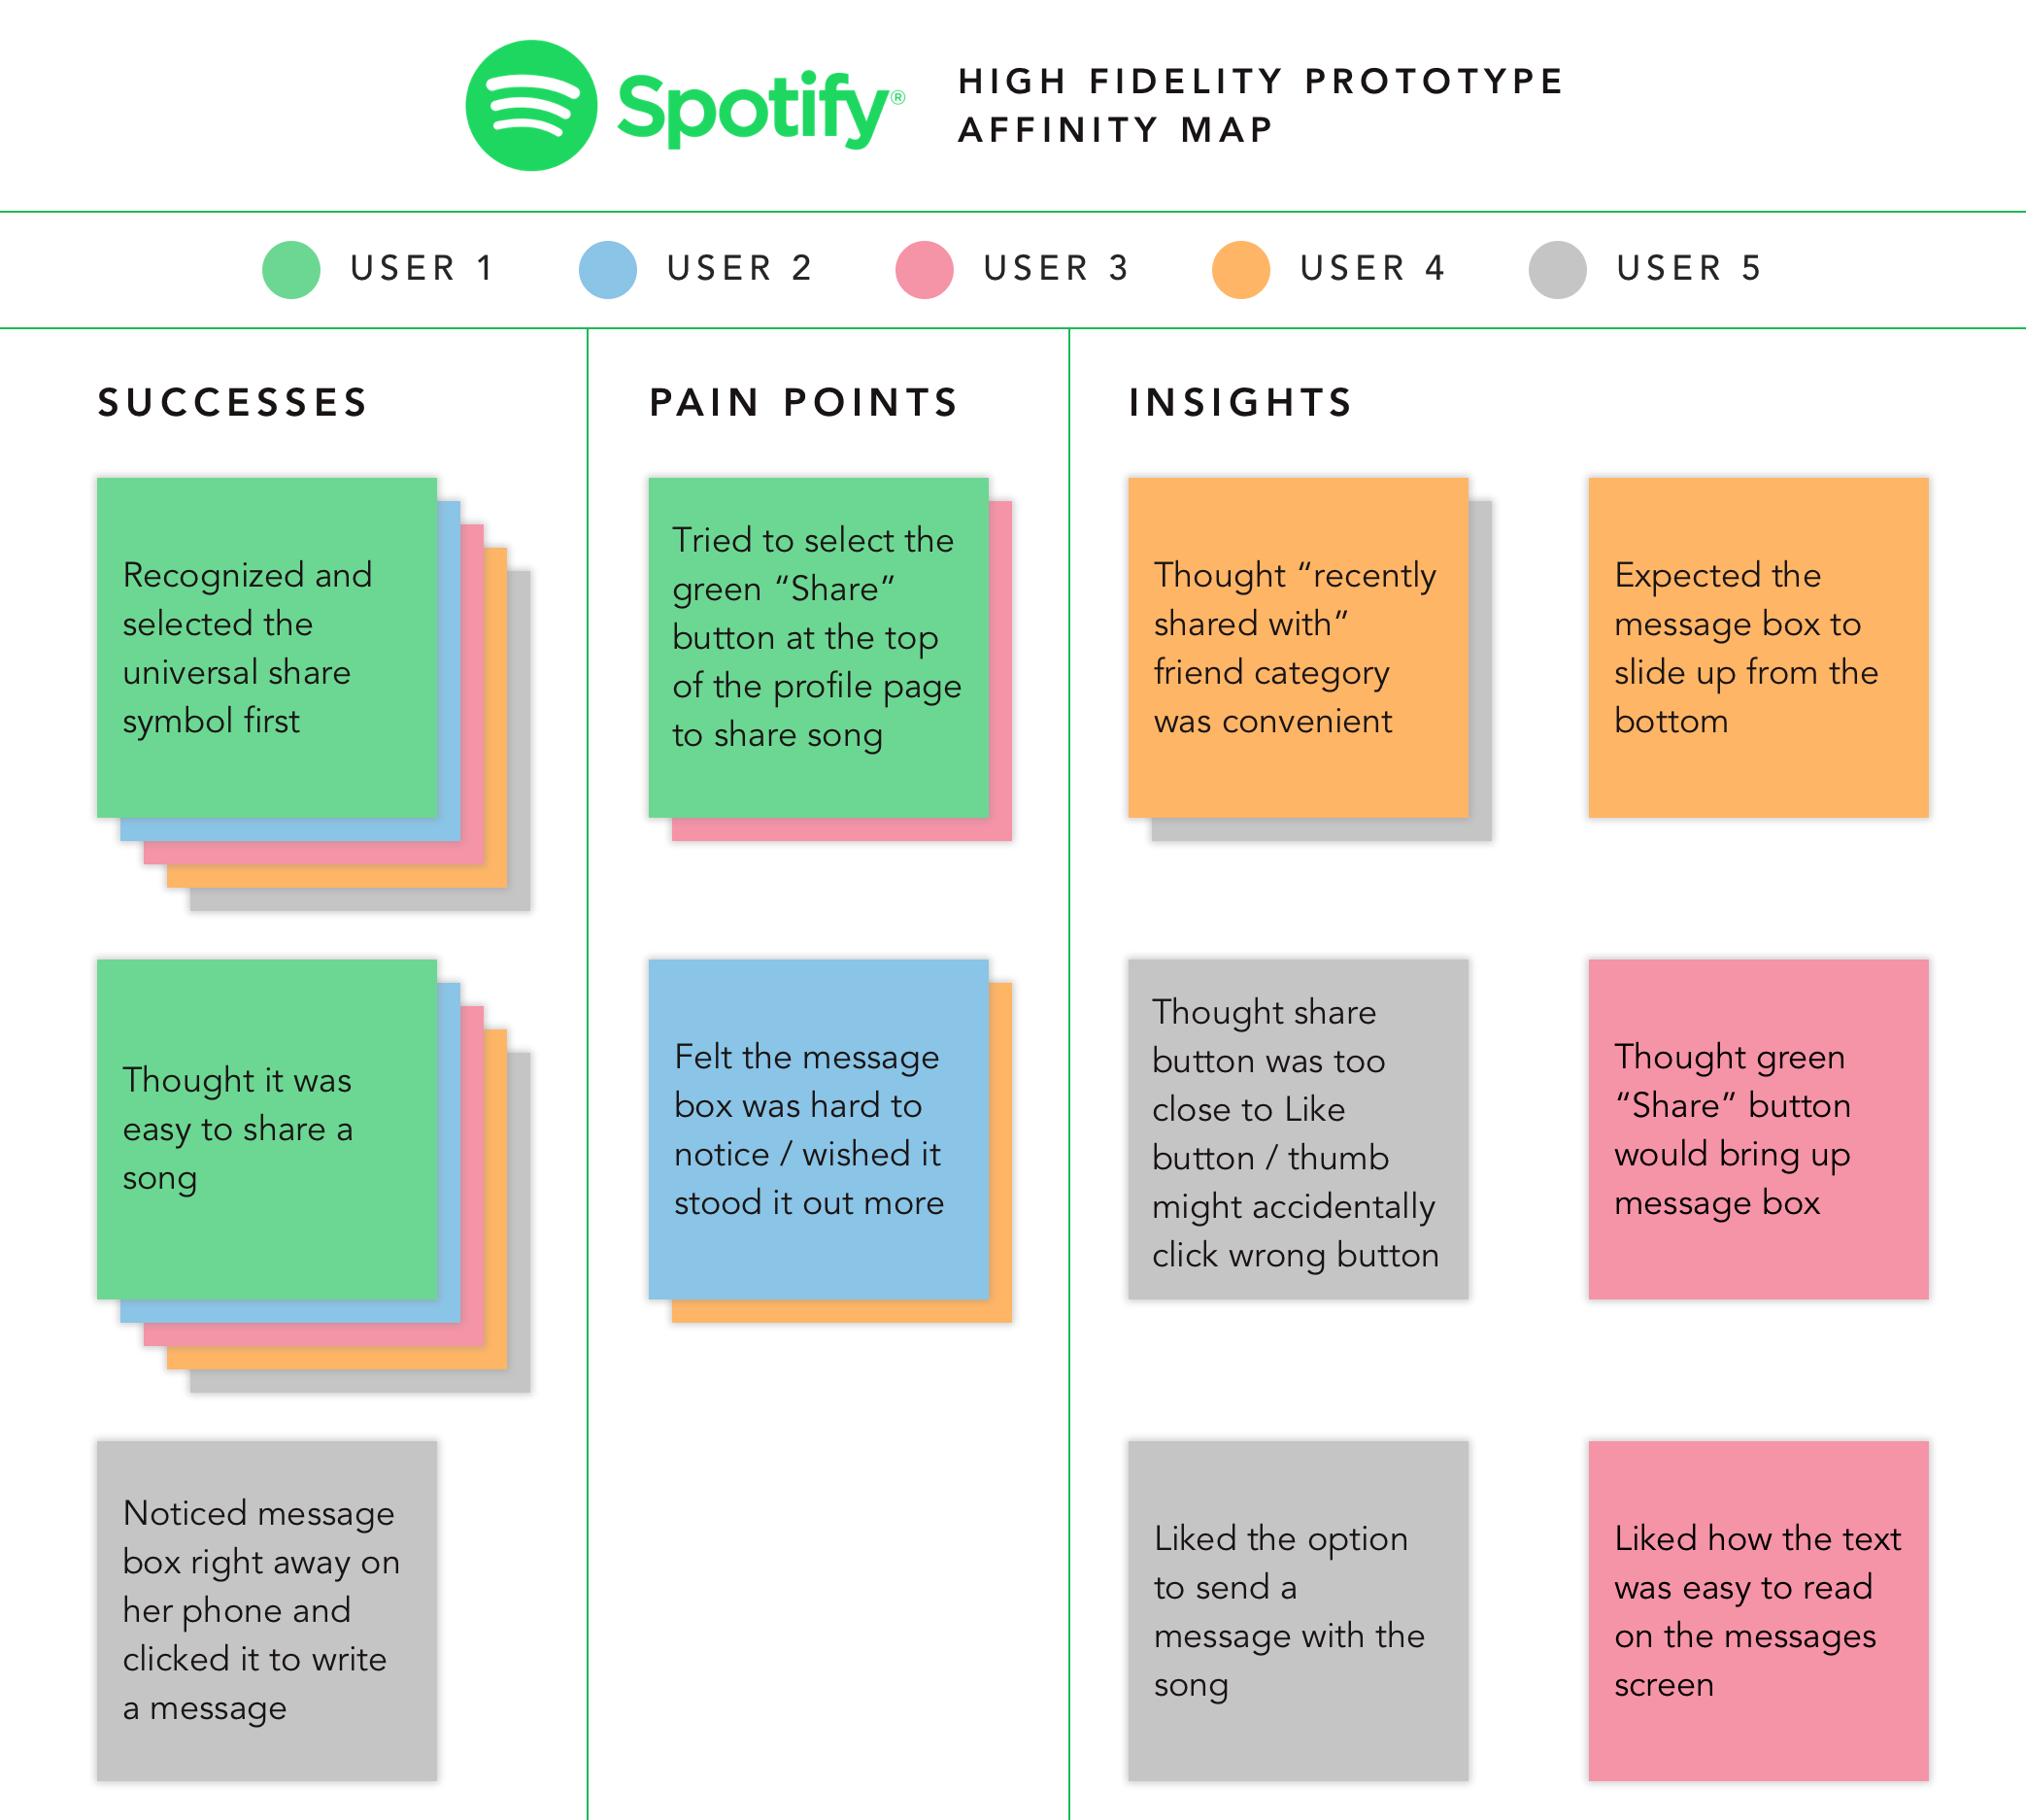 Spotify®
HIGH FIDELITY PROTOTYPE
AFFINITY MAP
USER 1
USER 2
USER 3
USER 4
USER 5
SUCCESSES
Recognized and
selected the
universal share
symbol first
Thought it was
easy to share a
song
Noticed message
box right away on
her phone and
clicked it to write
a message
PAIN POINTS
Tried to select the
green “Share”
button at the top
of the profile page
to share song
Felt the message
box was hard to
notice / wished it
stood it out more
INSIGHTS
Thought “recently
shared with”
friend category
was convenient
Expected the
message box to
slide up from the
bottom
Thought share
button was too
close to Like
button / thumb
might accidentally
click wrong button
Thought green
“Share” button
would bring up
message box
Liked the option
to send a
message with the
song
Liked how the text
was easy to read
on the messages
screen